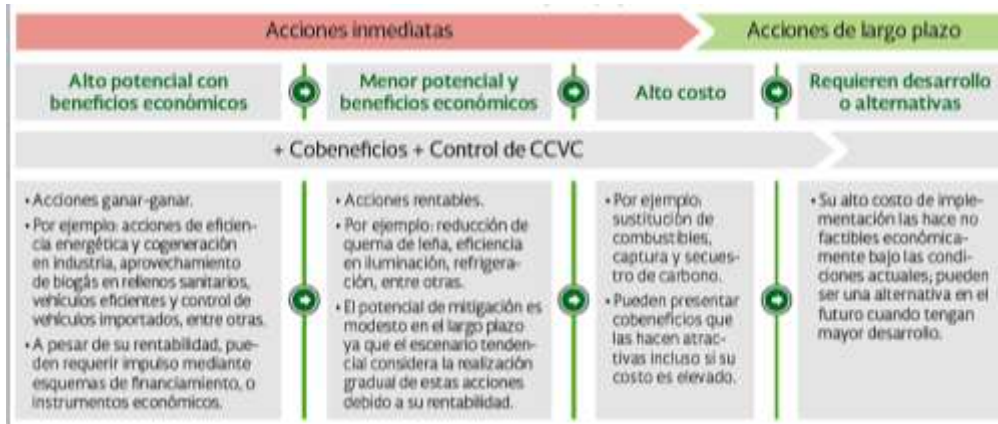 Acciones inmediatas
Acciones de largo plazo
Alto potencial con
beneficios económicos
Menor potencial y
beneficios económicos
Alto costo
Requieren desarrollo
o alternativas
+ Cobeneficios + Control de CCVC
• Acciones ganar-ganar.
• Por ejemplo: acciones de eficien-
cia energética y cogeneración
en industria, aprovechamiento
de biogás en rellenos sanitarios,
vehículos eficientes y control de
vehículos importados, entre otras.
• A pesar de su rentabilidad, pue-
den requerir impulso mediante
esquemas de financiamiento, o
instrumentos económicos.
• Acciones rentables.
• Por ejemplo: reducción de
quema de leña, eficiencia
en iluminación, refrigera-
ción, entre otras.
• El potencial de mitigación es
modesto en el largo plazo
ya que el escenario tenden-
cial considera la realización
gradual de estas acciones
debido a su rentabilidad.
• Por ejemplo:
sustitución de
combustibles,
captura y secues-
tro de carbono.
• Pueden presentar
cobeneficios que
las hacen atrac-
tivas incluso si su
costo es elevado.
• Su alto costo de imple-
mentación las hace no
factibles económica-
mente bajo las condi-
ciones actuales; pueden
ser una alternativa en el
futuro cuando tengan
mayor desarrollo.